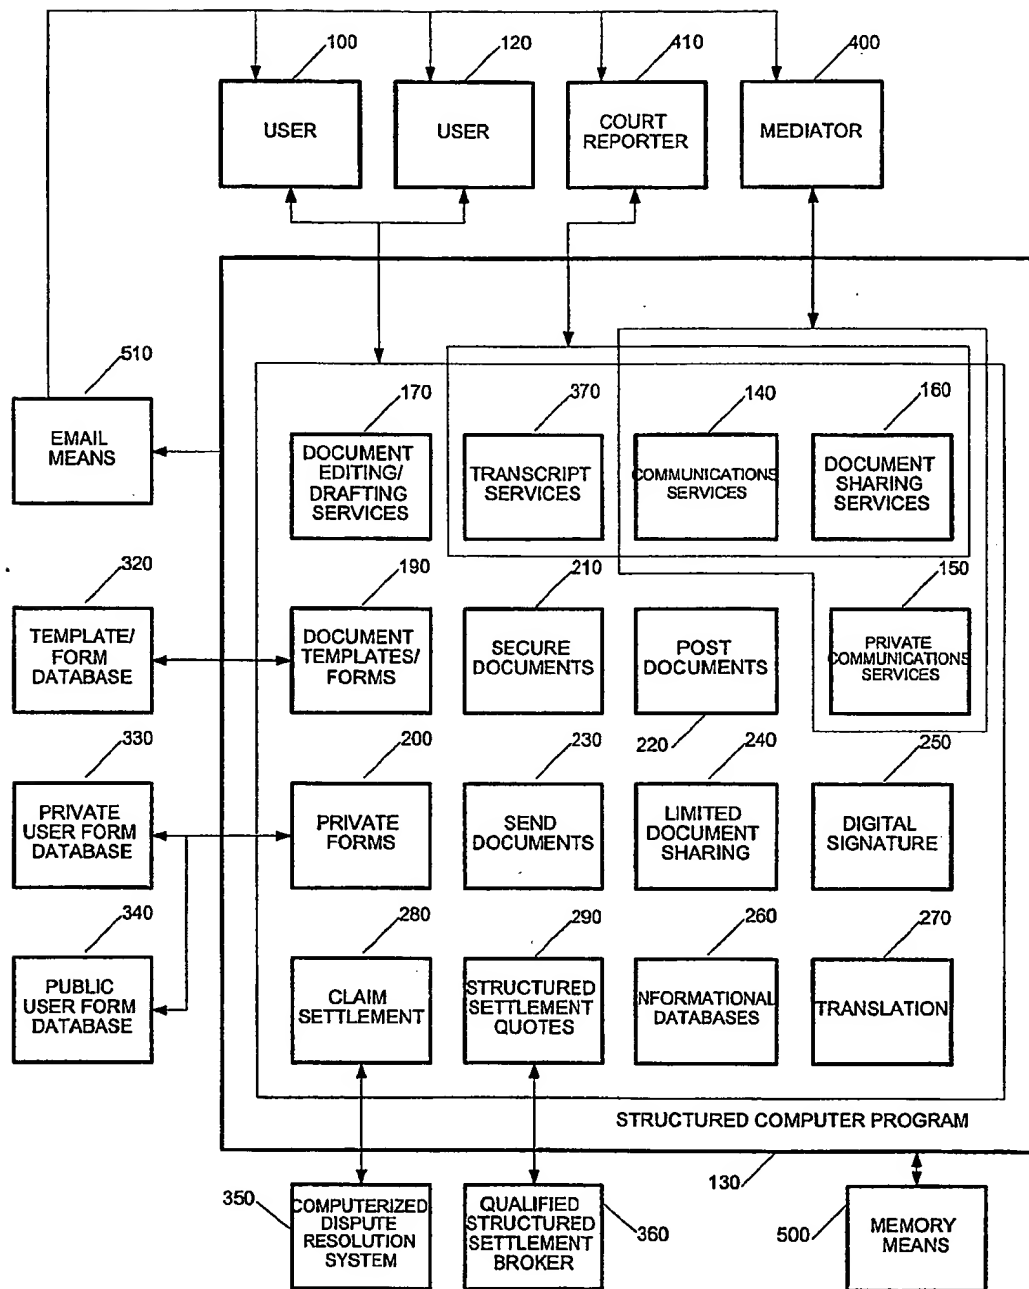 100
120
410
400
USER
USER
COURT
REPORTER
MEDIATOR
510
EMAIL
MEANS
170
370
140
160
DOCUMENT
EDITING/
DRAFTING
SERVICES
TRANSCRIPT
SERVICES
COMMUNICATIONS
SERVICES
DOCUMENT
SHARING
SERVICES
320
190
210
150
TEMPLATE/
FORM
DATABASE
DOCUMENT
TEMPLATES/
FORMS
SECURE
DOCUMENTS
POST
DOCUMENTS
PRIVATE
COMMUNICATIONS
SERVICES
330
200
230
220
240
250
PRIVATE
USER FORM
DATABASE
PRIVATE
FORMS
SEND
DOCUMENTS
LIMITED
DOCUMENT
SHARING
DIGITAL
SIGNATURE
340
280
290
260
270
PUBLIC
USER FORM
DATABASE
CLAIM
SETTLEMENT
STRUCTURED
SETTLEMENT
QUOTES
NFORMATIONAL
DATABASES
TRANSLATION
STRUCTURED COMPUTER PROGRAM
350
COMPUTERIZED
DISPUTE
RESOLUTION
SYSTEM
QUALIFIED
STRUCTURED
SETTLEMENT
BROKER
360
130
500
MEMORY
MEANS